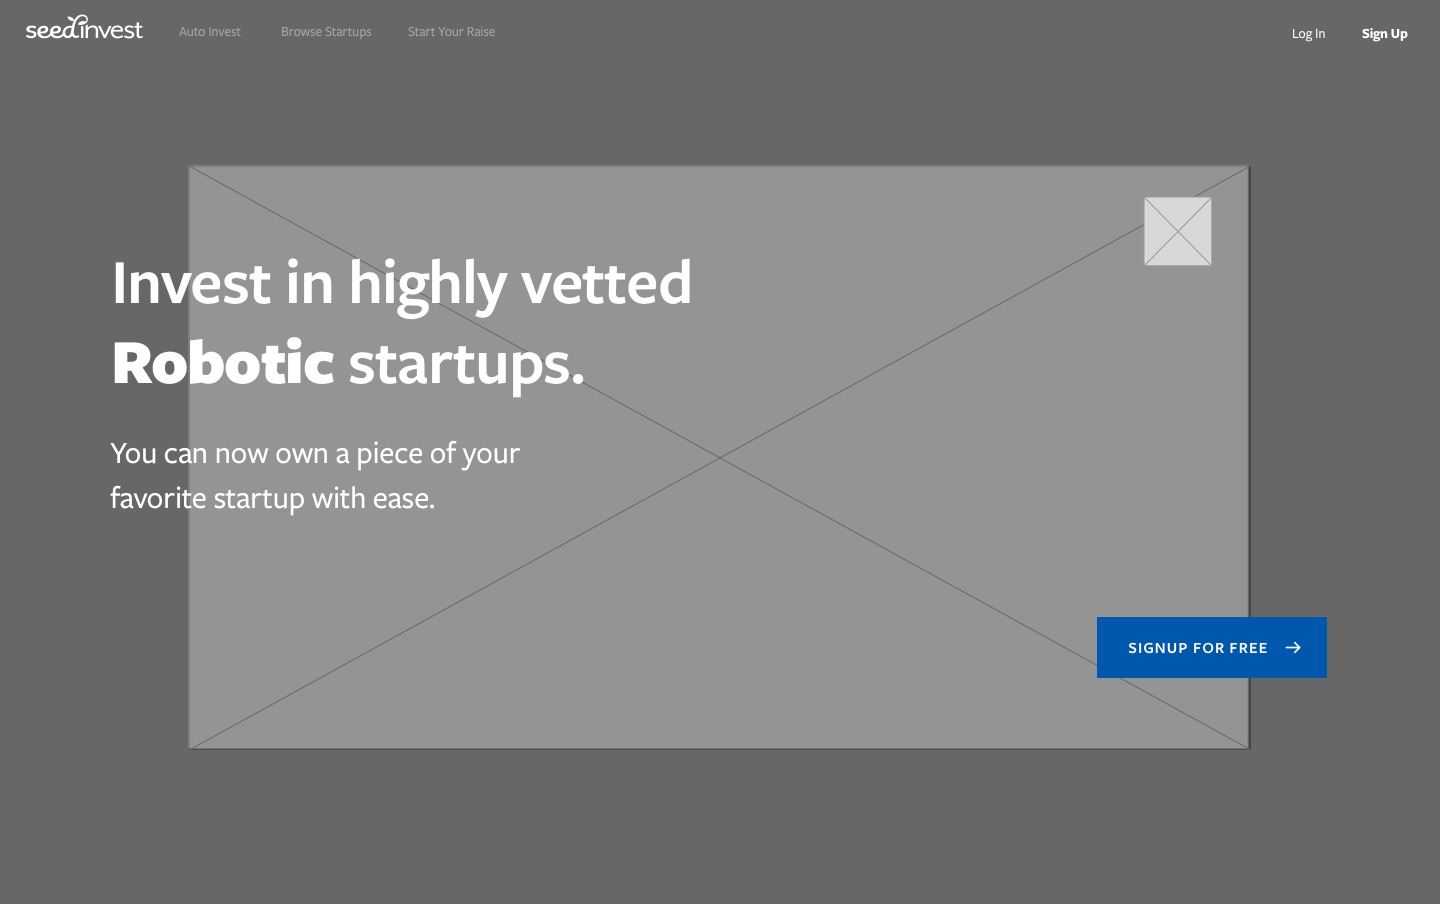 seedinvest
Auto Invest
Browse Startups
Start Your Raise
Log In
Sign Up
Invest in highly vetted
Robotic startups.
You can now own a piece of your
favorite startup with ease.
SIGNUP FOR FREE →